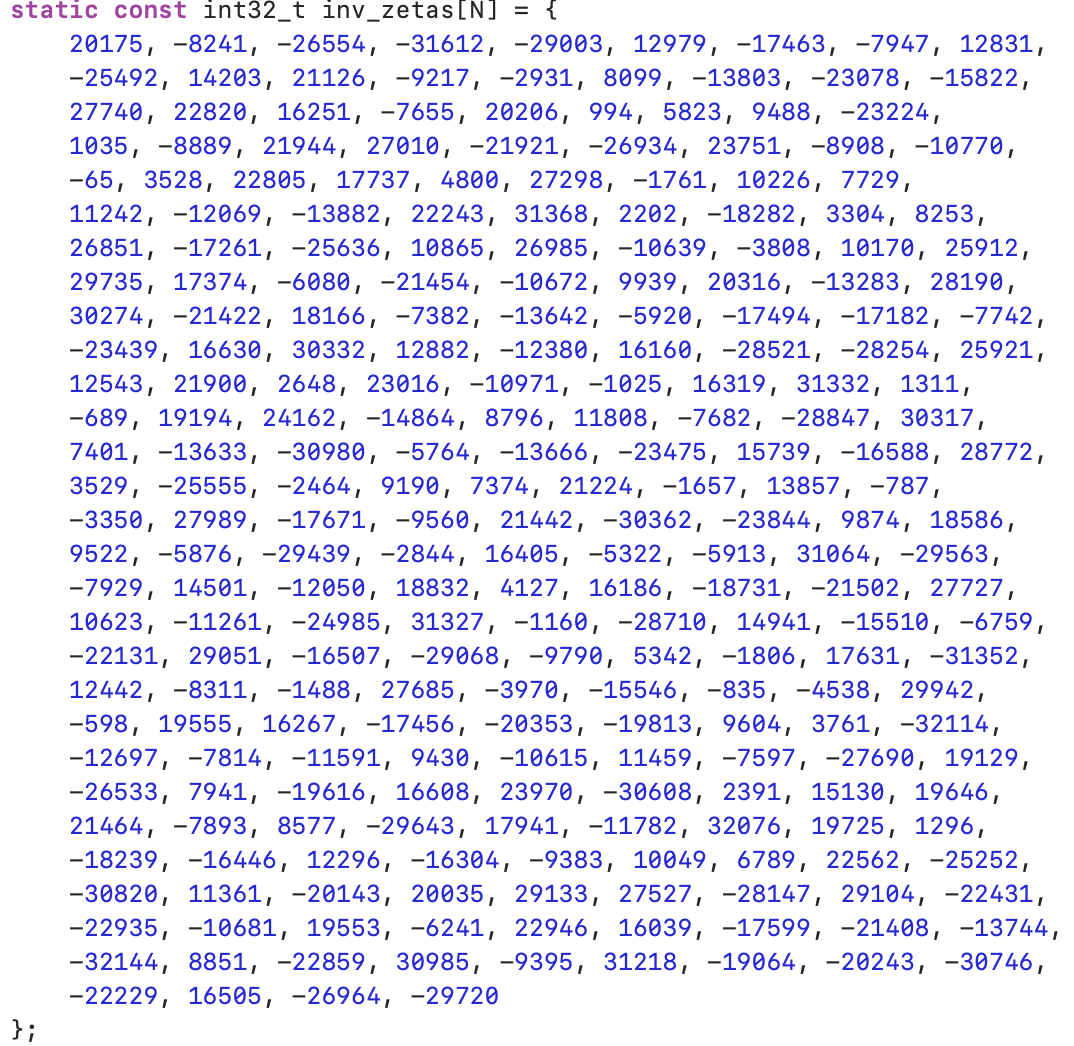 static const int32_t inv_zetas[N] = {
    20175, -8241, -26554, -31612, -29003, 12979, -17463, -7947, 12831,
    -25492, 14203, 21126, -9217, -2931, 8099, -13803, -23078, -15822,
    27740, 22820, 16251, -7655, 20206, 994, 5823, 9488, -23224,
    1035, -8889, 21944, 27010, -21921, -26934, 23751, -8908, -10770,
    -65, 3528, 22805, 17737, 4800, 27298, -1761, 10226, 7729,
    11242, -12069, -13882, 22243, 31368, 2202, -18282, 3304, 8253,
    26851, -17261, -25636, 10865, 26985, -10639, -3808, 10170, 25912,
    29735, 17374, -6080, -21454, -10672, 9939, 20316, -13283, 28190,
    30274, -21422, 18166, -7382, -13642, -5920, -17494, -17182, -7742,
    -23439, 16630, 30332, 12882, -12380, 16160, -28521, -28254, 25921,
    12543, 21900, 2648, 23016, -10971, -1025, 16319, 31332, 1311,
    -689, 19194, 24162, -14864, 8796, 11808, -7682, -28847, 30317,
    7401, -13633, -30980, -5764, -13666, -23475, 15739, -16588, 28772,
    3529, -25555, -2464, 9190, 7374, 21224, -1657, 13857, -787,
    -3350, 27989, -17671, -9560, 21442, -30362, -23844, 9874, 18586,
    9522, -5876, -29439, -2844, 16405, -5322, -5913, 31064, -29563,
    -7929, 14501, -12050, 18832, 4127, 16186, -18731, -21502, 27727,
    10623, -11261, -24985, 31327, -1160, -28710, 14941, -15510, -6759,
    -22131, 29051, -16507, -29068, -9790, 5342, -1806, 17631, -31352,
    12442, -8311, -1488, 27685, -3970, -15546, -835, -4538, 29942,
    -598, 19555, 16267, -17456, -20353, -19813, 9604, 3761, -32114,
    -12697, -7814, -11591, 9430, -10615, 11459, -7597, -27690, 19129,
    -26533, 7941, -19616, 16608, 23970, -30608, 2391, 15130, 19646,
    21464, -7893, 8577, -29643, 17941, -11782, 32076, 19725, 1296,
    -18239, -16446, 12296, -16304, -9383, 10049, 6789, 22562, -25252,
    -30820, 11361, -20143, 20035, 29133, 27527, -28147, 29104, -22431,
    -22935, -10681, 19553, -6241, 22946, 16039, -17599, -21408, -13744,
    -32144, 8851, -22859, 30985, -9395, 31218, -19064, -20243, -30746,
    -22229, 16505, -26964, -29720
};